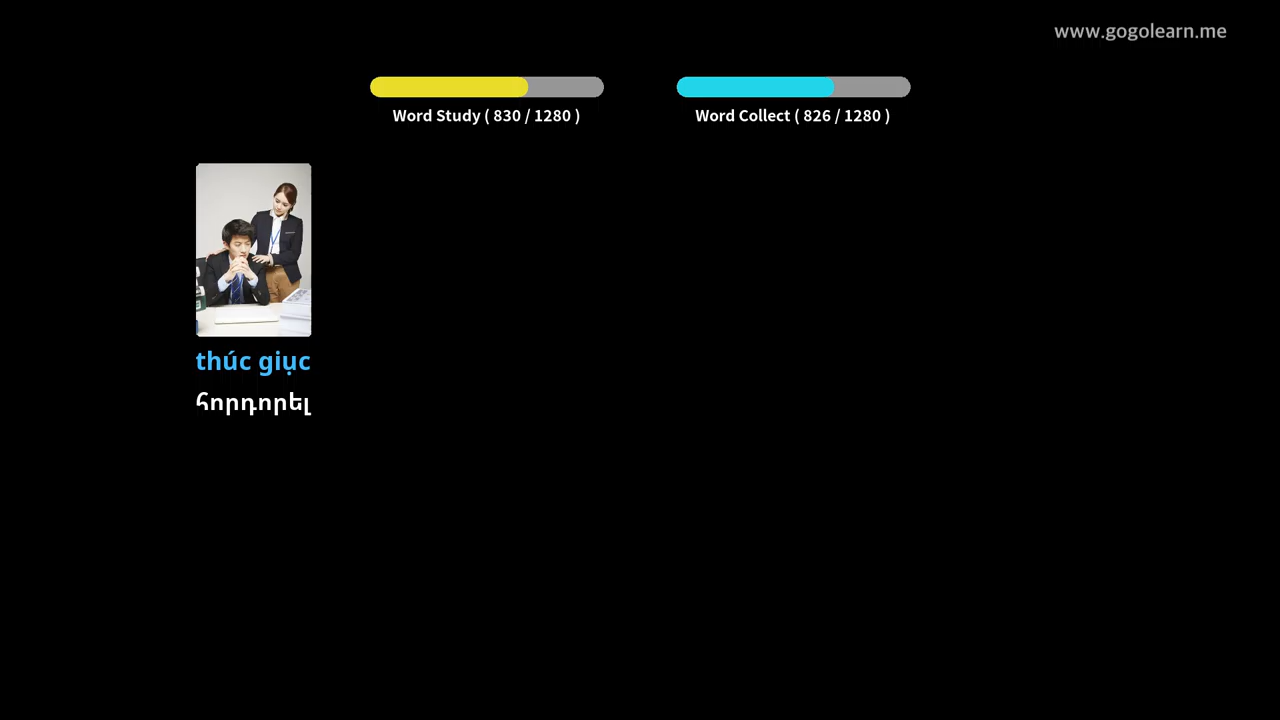 www.gogolearn.me
Word Study ( 830 / 1280 )
Word Collect ( 826 / 1280 )
thúc giục
հորդորել